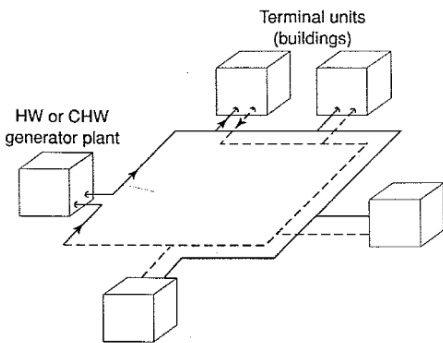 Terminal units
(buildings)
HW or CHW
generator plant